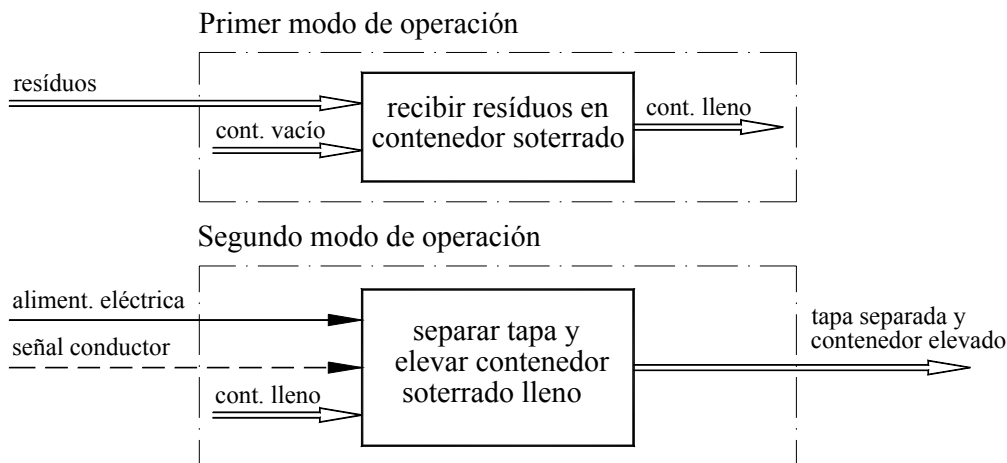 Primer modo de operación
resíduos
cont. vacío
recibir resíduos en
contenedor soterrado
cont. lleno
Segundo modo de operación
aliment. eléctrica
señal conductor
cont. lleno
separar tapa y
elevar contenedor
soterrado lleno
tapa separada y
contenedor elevado